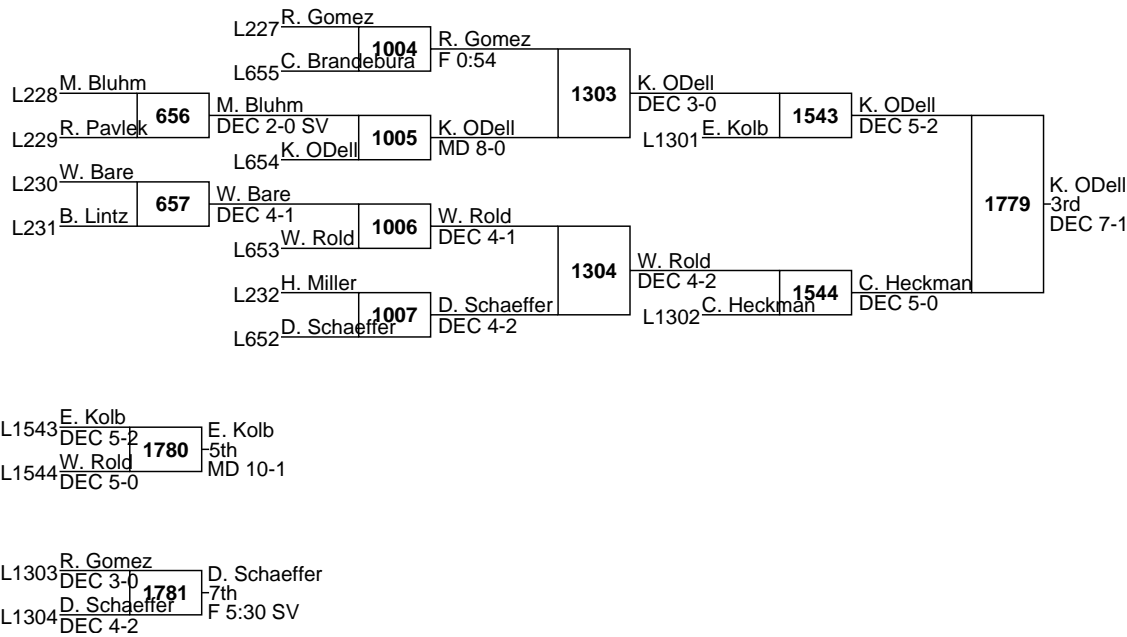 L227 R. Gomez
1004
R. Gomez
F 0:54
L655 C. Brandebura
M. Bluhm
L228
656
M. Bluhm
DEC 2-0 SV
R. Pavlek
L229
1005
K. ODell
MD 8-0
K. ODell
L654
1303
K. ODell
DEC 3-0
E. Kolb
L1301
1543
K. ODell
DEC 5-2
W. Bare
L230
657
W. Bare
DEC 4-1
B. Lintz
L231
1006
W. Rold
DEC 4-1
W. Rold
L653
H. Miller
L232
1007
D. Schaeffer
DEC 4-2
D. Schaeffer
L652
1304
W. Rold
DEC 4-2
C. Heckman
L1302
1544
C. Heckman
DEC 5-0
1779
K. ODell
3rd
DEC 7-1
L1543 E. Kolb
DEC 5-2
1780
E. Kolb
5th
MD 10-1
L1544 W. Rold
DEC 5-0
L1303 R. Gomez
DEC 3-0
1781
D. Schaeffer
7th
F 5:30 SV
L1304 D. Schaeffer
DEC 4-2